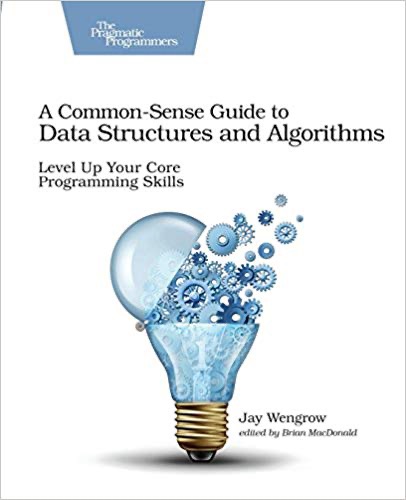 The
Pragmatic
Programmers
A Common-Sense Guide to
Data Structures and Algorithms
Level Up Your Core
Programming Skills
Jay Wengrow
edited by Brian MacDonald